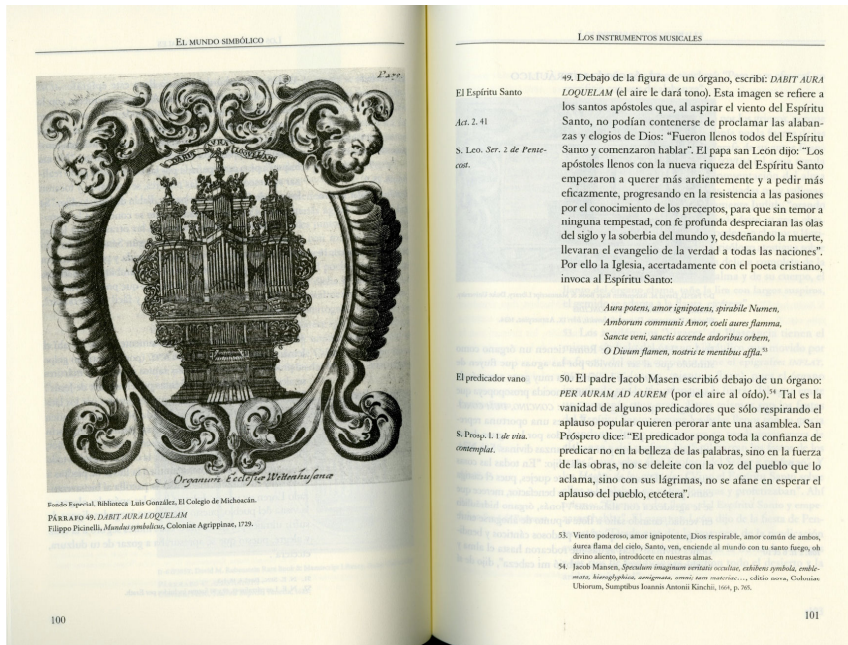 EL MUNDO SIMBÓLICO
DABIT AURA LOQUELAM
Organum Ecclesiæ Wettenhusanæ
Fondo Especial. Biblioteca Luis González, El Colegio de Michoacán.
PÁRRAFO 49. DABIT AURA LOQUELAM
Filippo Picinelli, Mundus symbolicus, Coloniae Agrippinae, 1729.
100
LOS INSTRUMENTOS MUSICALES
El Espíritu Santo
Act. 2. 41
S. Leo. Ser. 2 de Pente-
cost.
49. Debajo de la figura de un órgano, escribí: DABIT AURA
LOQUELAM (el aire le dará tono). Esta imagen se refiere a
los santos apóstoles que, al aspirar el viento del Espíritu
Santo, no podían contenerse de proclamar las alaban-
zas y elogios de Dios: “Fueron llenos todos del Espíritu
Santo y comenzaron hablar”. El papa san León dijo: “Los
apóstoles llenos con la nueva riqueza del Espíritu Santo
empezaron a querer más ardientemente y a pedir más
eficazmente, progresando en la resistencia a las pasiones
por el conocimiento de los preceptos, para que sin temor a
ninguna tempestad, con fe profunda despreciaran las olas
del siglo y la soberbia del mundo y, desdeñando la muerte,
llevaran el evangelio de la verdad a todas las naciones”.
Por ello la Iglesia, acertadamente con el poeta cristiano,
invoca al Espíritu Santo:
Aura potens, amor ignipotens, spirabile Numen,
Amborum communis Amor, coeli aures flamma,
Sancte veni, sanctis accende ardoribus orbem,
O Divum flamen, nostris te mentibus affla.53
El predicador vano
S. Prosp. l. 1 de vita.
contemplat.
50. El padre Jacob Masen escribió debajo de un órgano:
PER AURAM AD AUREM (por el aire al oído).54 Tal es la
vanidad de algunos predicadores que sólo respirando el
aplauso popular quieren perorar ante una asamblea. San
Próspero dice: “El predicador ponga toda la confianza de
predicar no en la belleza de las palabras, sino en la fuerza
de las obras, no se deleite con la voz del pueblo que lo
aclama, sino con sus lágrimas, no se afane en esperar el
aplauso del pueblo, etcétera”.
53. Viento poderoso, amor ignipotente, Dios respirable, amor común de ambos,
áurea flama del cielo, Santo, ven, enciende al mundo con tu santo fuego, oh
divino aliento, introdúcete en nuestras almas.
54. Jacob Mansen, Speculum imaginum veritatis occultae, exhibens symbola, emble-
mata, hieroglyphica, aenigmata, omni; tam materiae…, editio nova, Coloniae
Ubiorum, Sumptibus Ioannis Antonii Kinchii, 1664, p. 765.
101